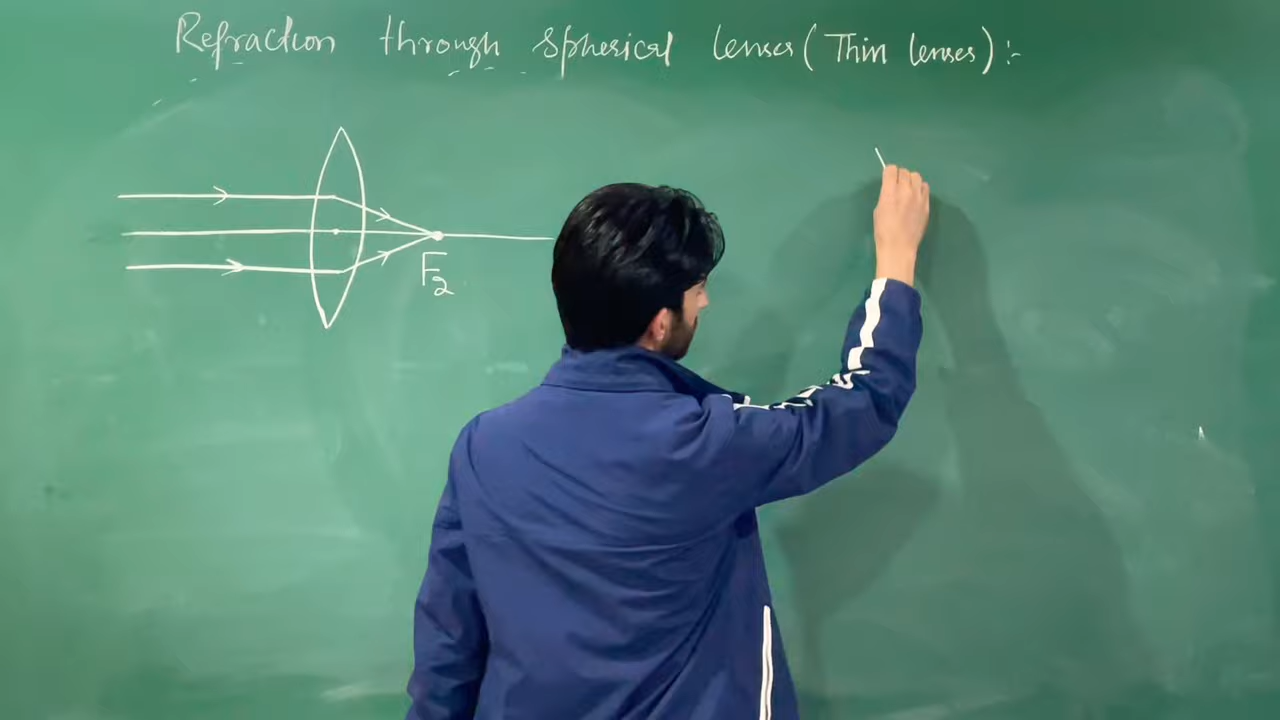 Refraction through Spherical lenses (Thin lenses) :-
F2